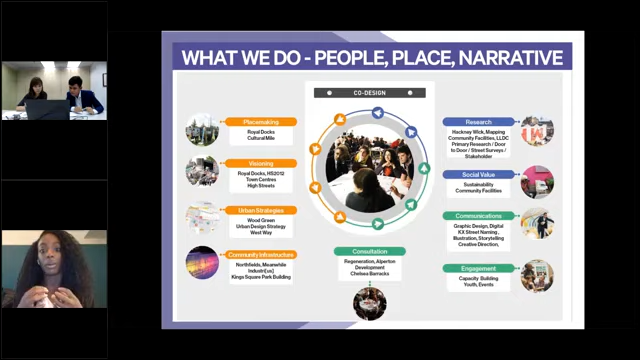 WHAT WE DO - PEOPLE, PLACE, NARRATIVE
CO-DESIGN
Placemaking
Royal Docks
Cultural Mile
Visioning
Royal Docks, HS2012
Town Centres
High Streets
Urban Strategies
Wood Green
Urban Design Strategy
West Way
Community Infrastructure
Northfields, Meanwhile
Industri[us]
Kings Square Park Building
Consultation
Regeneration, Alperton
Development
Chelsea Barracks
Research
Hackney Wick, Mapping
Community Facilities, LLDC
Primary Research / Door
to Door / Street Surveys /
Stakeholder
Social Value
Sustainability
Community Facilities
Communications
Graphic Design, Digital
KX Street Naming,
Illustration, Storytelling
Creative Direction,
Engagement
Capacity Building
Youth, Events